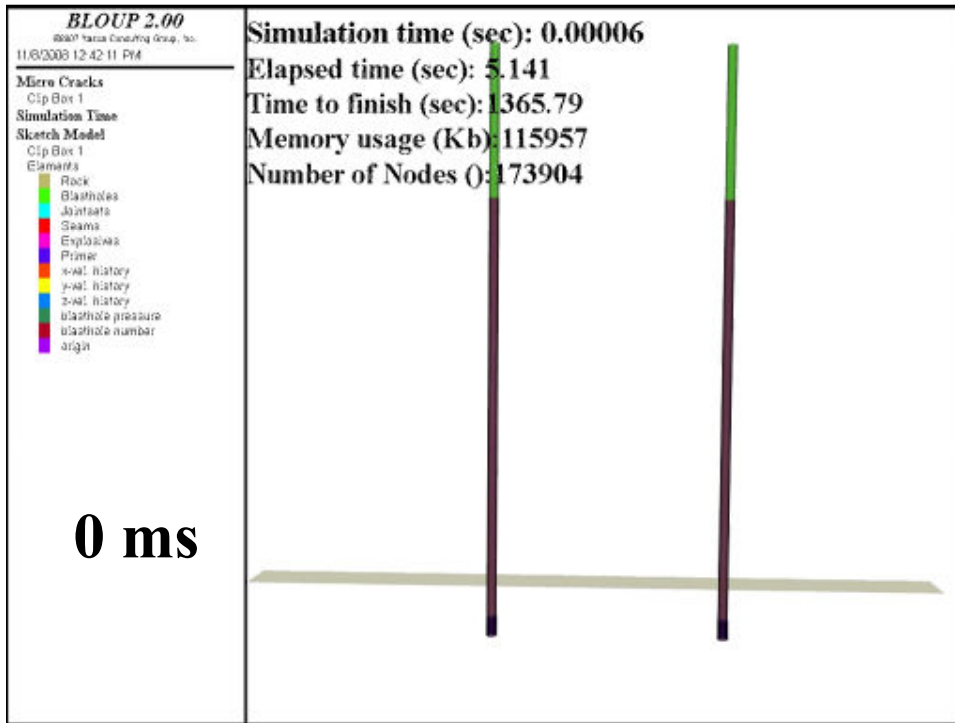 BLOUP 2.00
11/6/2008 12:42:11 PM
Micro Cracks
Clip Box 1
Simulation Time
Sketch Model
Clip Box 1
Elements
Rock
Blastholes
Jointsets
Seams
Explosives
Primer
x-vel. history
y-vel. history
z-vel. history
blasthole pressure
blasthole number
origin
0 ms
Simulation time (sec): 0.00006
Elapsed time (sec): 5.141
Time to finish (sec):1365.79
Memory usage (Kb):115957
Number of Nodes ():173904